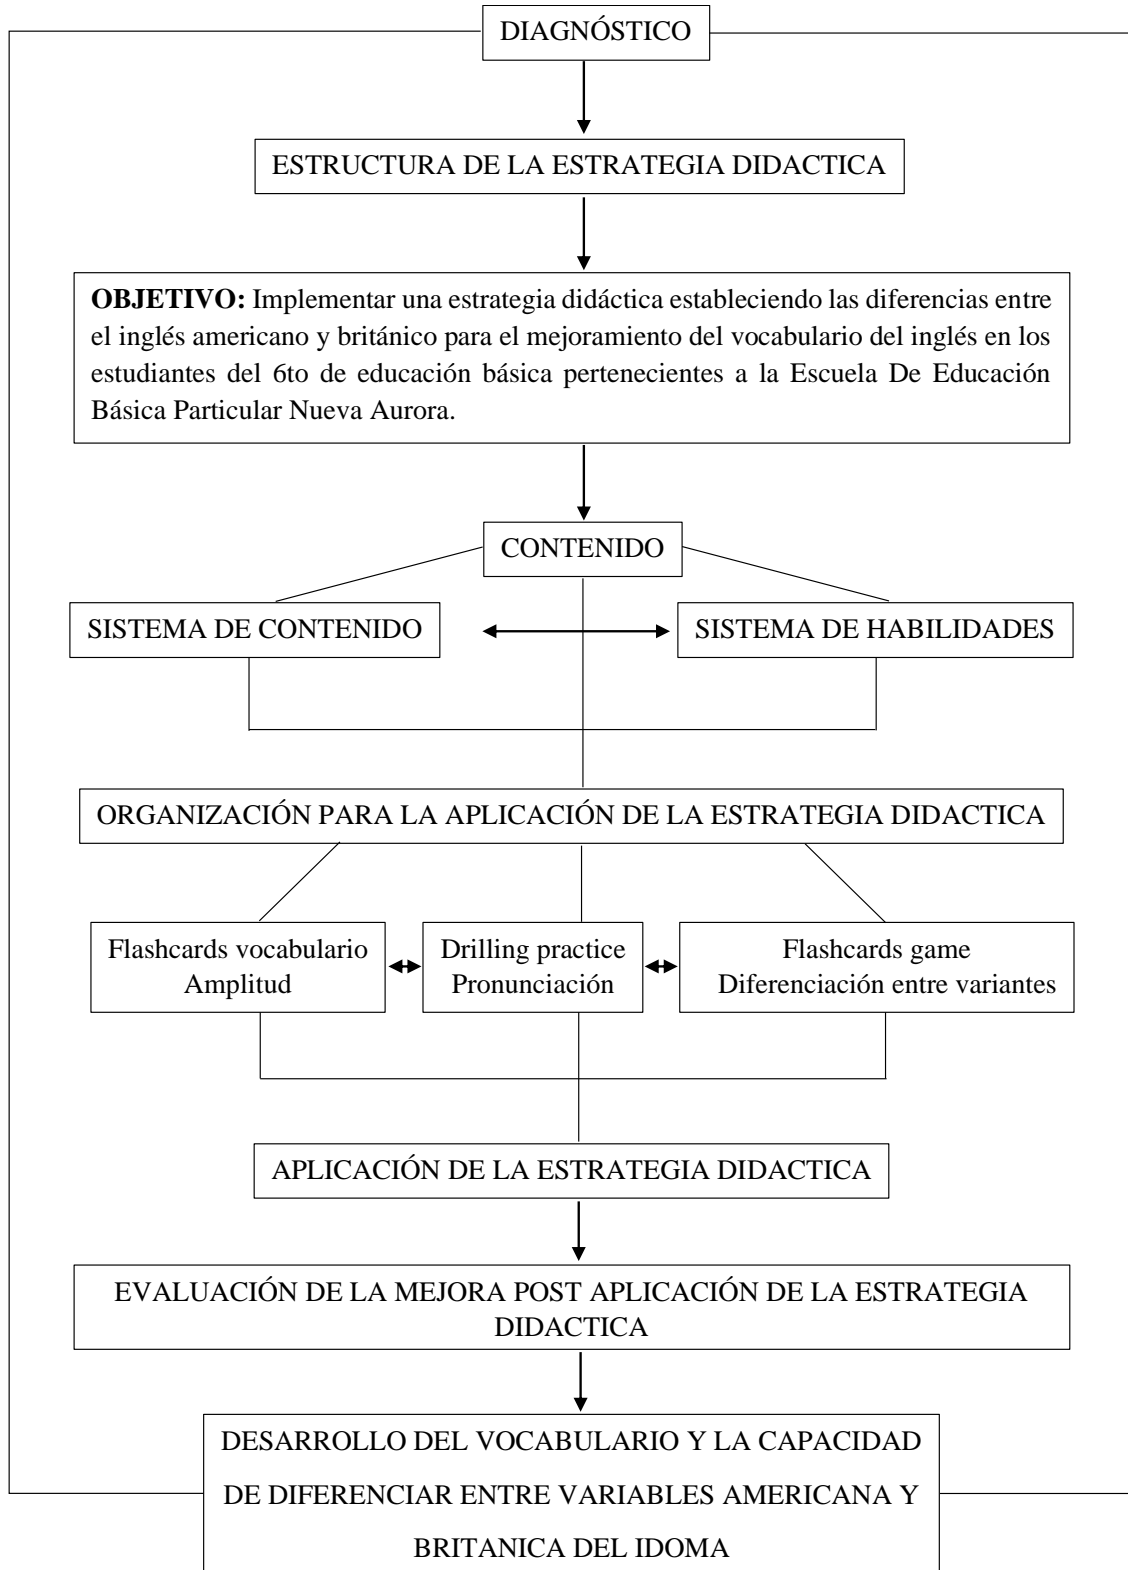 DIAGNÓSTICO
ESTRUCTURA DE LA ESTRATEGIA DIDACTICA
OBJETIVO: Implementar una estrategia didáctica estableciendo las diferencias entre
el inglés americano y británico para el mejoramiento del vocabulario del inglés en los
estudiantes del 6to de educación básica pertenecientes a la Escuela De Educación
Básica Particular Nueva Aurora.
CONTENIDO
SISTEMA DE CONTENIDO
SISTEMA DE HABILIDADES
ORGANIZACIÓN PARA LA APLICACIÓN DE LA ESTRATEGIA DIDACTICA
Flashcards vocabulario
Amplitud
Drilling practice
Pronunciación
Flashcards game
Diferenciación entre variantes
APLICACIÓN DE LA ESTRATEGIA DIDACTICA
EVALUACIÓN DE LA MEJORA POST APLICACIÓN DE LA ESTRATEGIA
DIDACTICA
DESARROLLO DEL VOCABULARIO Y LA CAPACIDAD
DE DIFERENCIAR ENTRE VARIABLES AMERICANA Y
BRITANICA DEL IDOMA